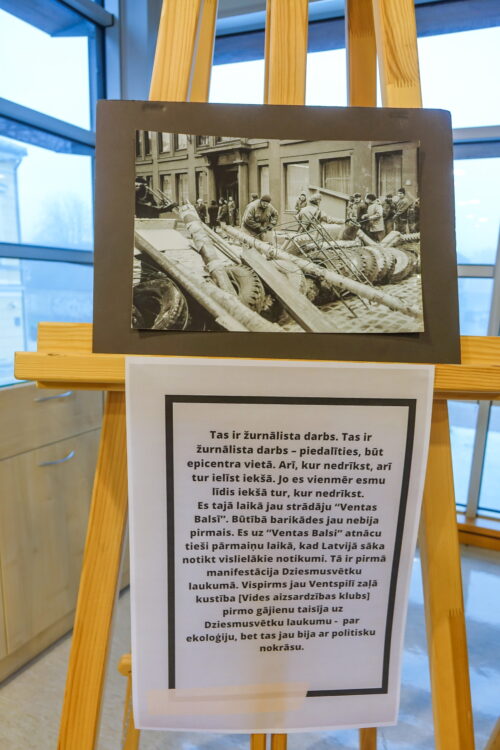 Tas ir žurnālista darbs. Tas ir
žurnālista darbs – piedalīties, būt
epicentra vietā. Arī, kur nedrīkst, arī
tur ielīst iekšā. Jo es vienmēr esmu
līdis iekšā tur, kur nedrīkst.
Es tajā laikā jau strādāju “Ventas
Balsī”. Būtībā barikādes jau nebija
pirmais. Es uz “Ventas Balsi” atnācu
tieši pārmaiņu laikā, kad Latvijā sāka
notikt vislielākie notikumi. Tā ir pirmā
manifestācija Dziesmusvētku
laukumā. Vispirms jau Ventspilī zaļā
kustība [Vides aizsardzības klubs]
pirmo gājienu taisīja uz
Dziesmusvētku laukumu - par
ekoloģiju, bet tas jau bija ar politisku
nokrāsu.